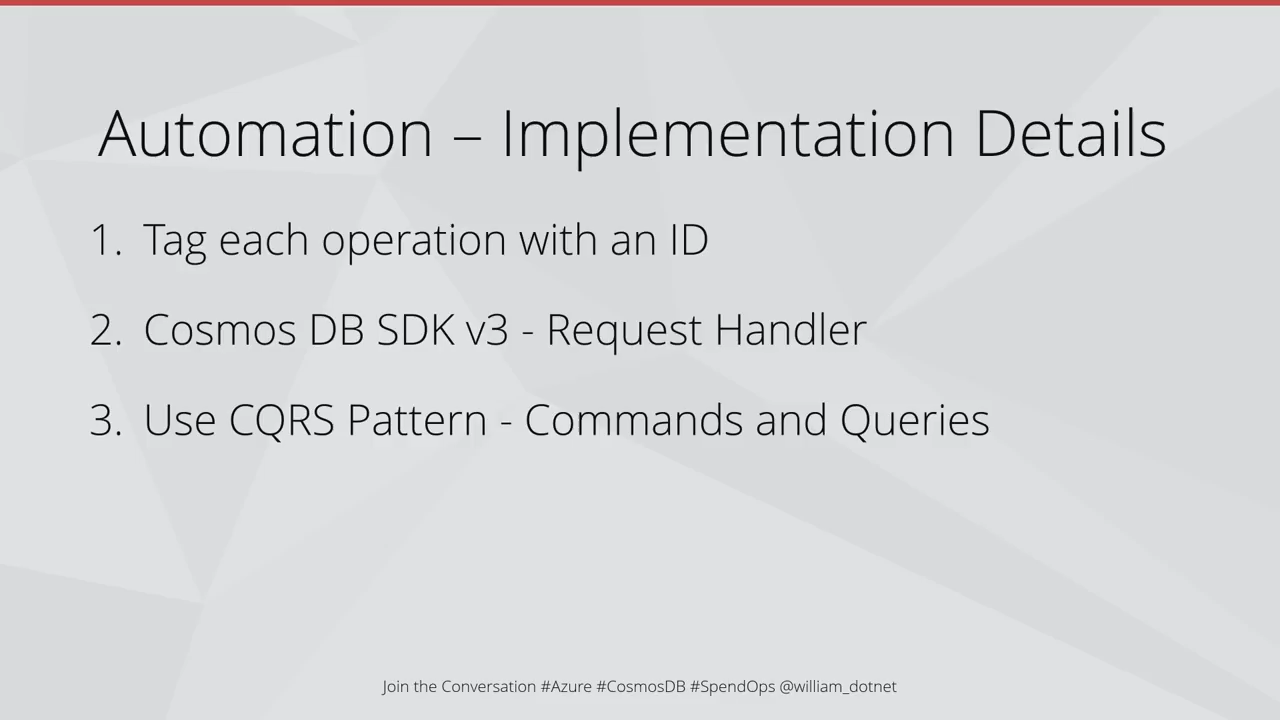 Automation – Implementation Details
1. Tag each operation with an ID
2. Cosmos DB SDK v3 - Request Handler
3. Use CQRS Pattern - Commands and Queries
Join the Conversation #Azure #CosmosDB #SpendOps @william_dotnet